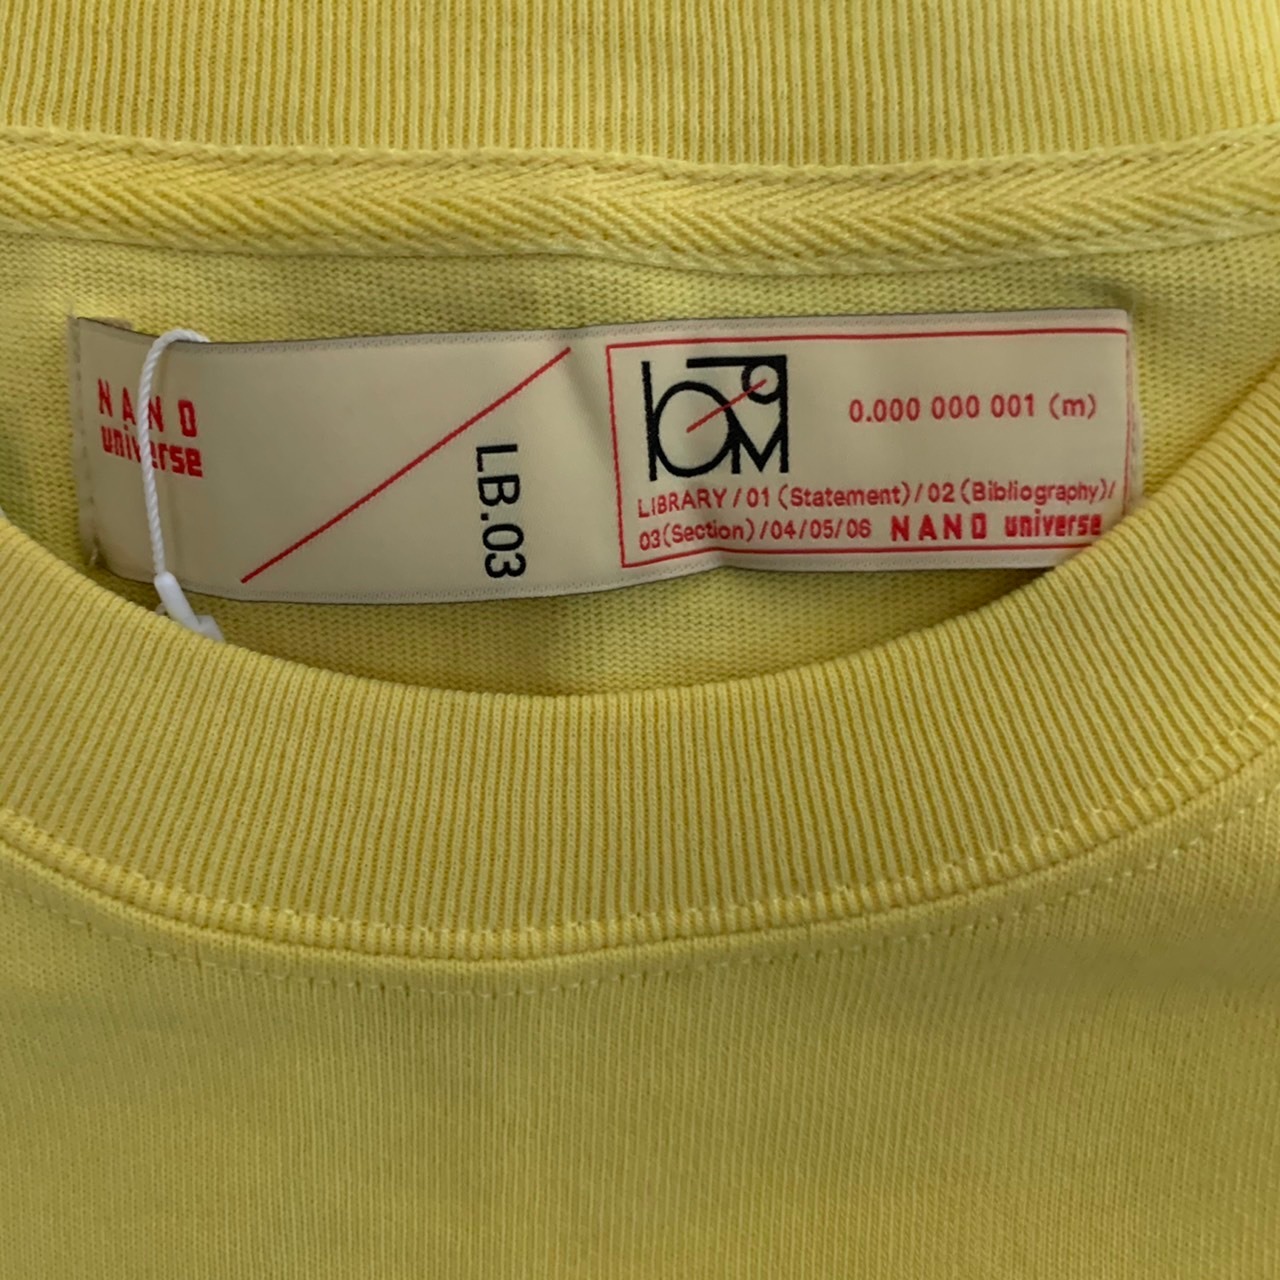 NANO
universe
LB.03
0.000 000 001 (m)
LIBRARY / 01 (Statement) / 02 (Bibliography) /
03 (Section) / 04 / 05 / 06 NANO universe